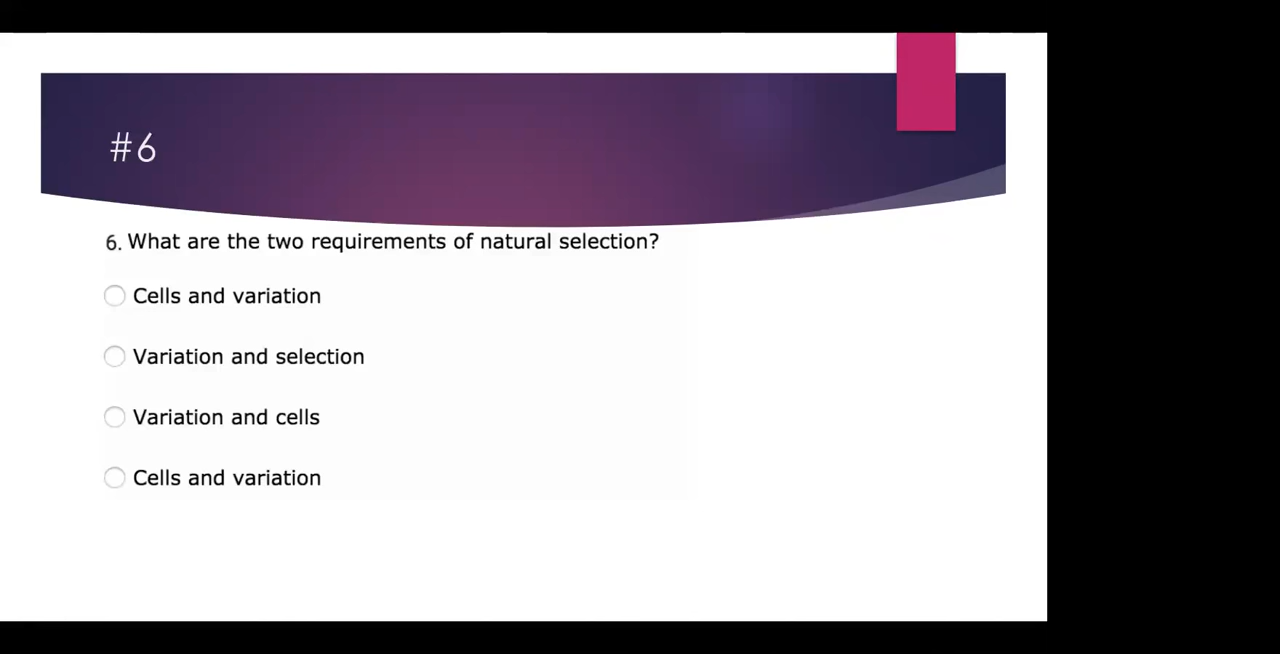 #6
6. What are the two requirements of natural selection?
Cells and variation
Variation and selection
Variation and cells
Cells and variation